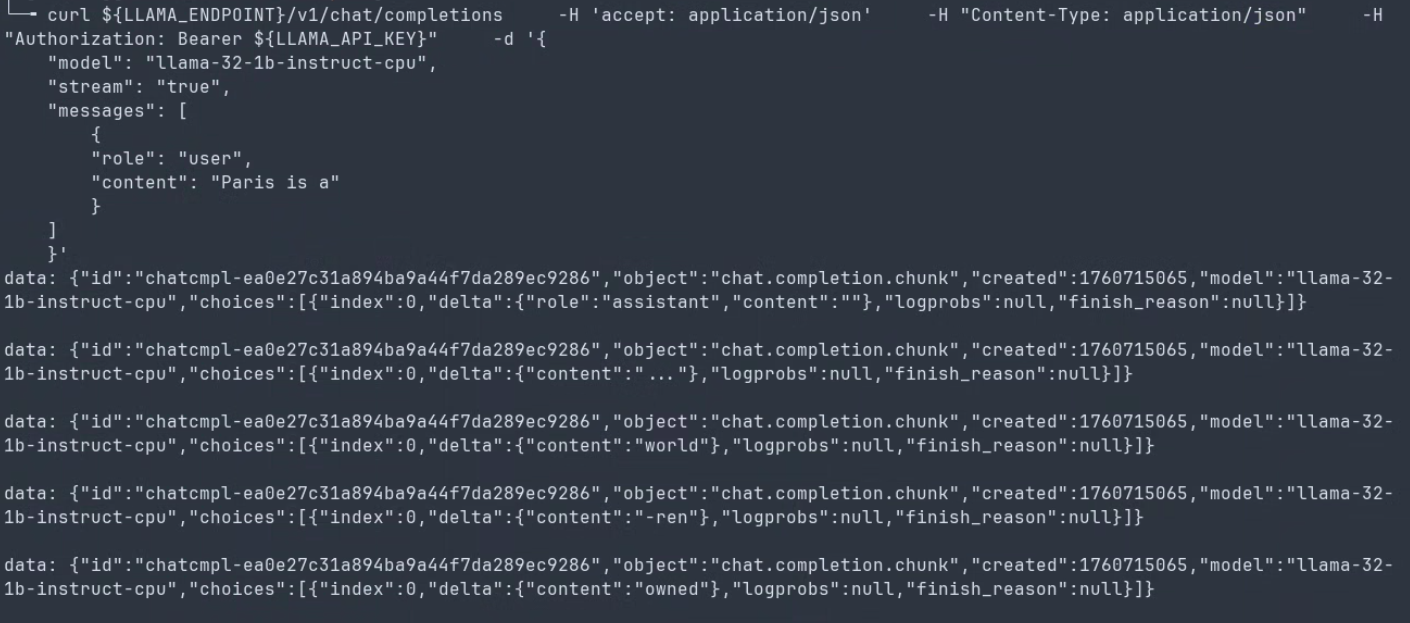 curl ${LLAMA_ENDPOINT}/v1/chat/completions     -H 'accept: application/json'     -H "Content-Type: application/json"     -H
"Authorization: Bearer ${LLAMA_API_KEY}"     -d '{
    "model": "llama-32-1b-instruct-cpu",
    "stream": "true",
    "messages": [
        {
        "role": "user",
        "content": "Paris is a"
        }
    ]
    }'
data: {"id":"chatcmpl-ea0e27c31a894ba9a44f7da289ec9286","object":"chat.completion.chunk","created":1760715065,"model":"llama-32-
1b-instruct-cpu","choices":[{"index":0,"delta":{"role":"assistant","content":""},"logprobs":null,"finish_reason":null}]}

data: {"id":"chatcmpl-ea0e27c31a894ba9a44f7da289ec9286","object":"chat.completion.chunk","created":1760715065,"model":"llama-32-
1b-instruct-cpu","choices":[{"index":0,"delta":{"content":"..."},"logprobs":null,"finish_reason":null}]}

data: {"id":"chatcmpl-ea0e27c31a894ba9a44f7da289ec9286","object":"chat.completion.chunk","created":1760715065,"model":"llama-32-
1b-instruct-cpu","choices":[{"index":0,"delta":{"content":"world"},"logprobs":null,"finish_reason":null}]}

data: {"id":"chatcmpl-ea0e27c31a894ba9a44f7da289ec9286","object":"chat.completion.chunk","created":1760715065,"model":"llama-32-
1b-instruct-cpu","choices":[{"index":0,"delta":{"content":"-ren"},"logprobs":null,"finish_reason":null}]}

data: {"id":"chatcmpl-ea0e27c31a894ba9a44f7da289ec9286","object":"chat.completion.chunk","created":1760715065,"model":"llama-32-
1b-instruct-cpu","choices":[{"index":0,"delta":{"content":"owned"},"logprobs":null,"finish_reason":null}]}